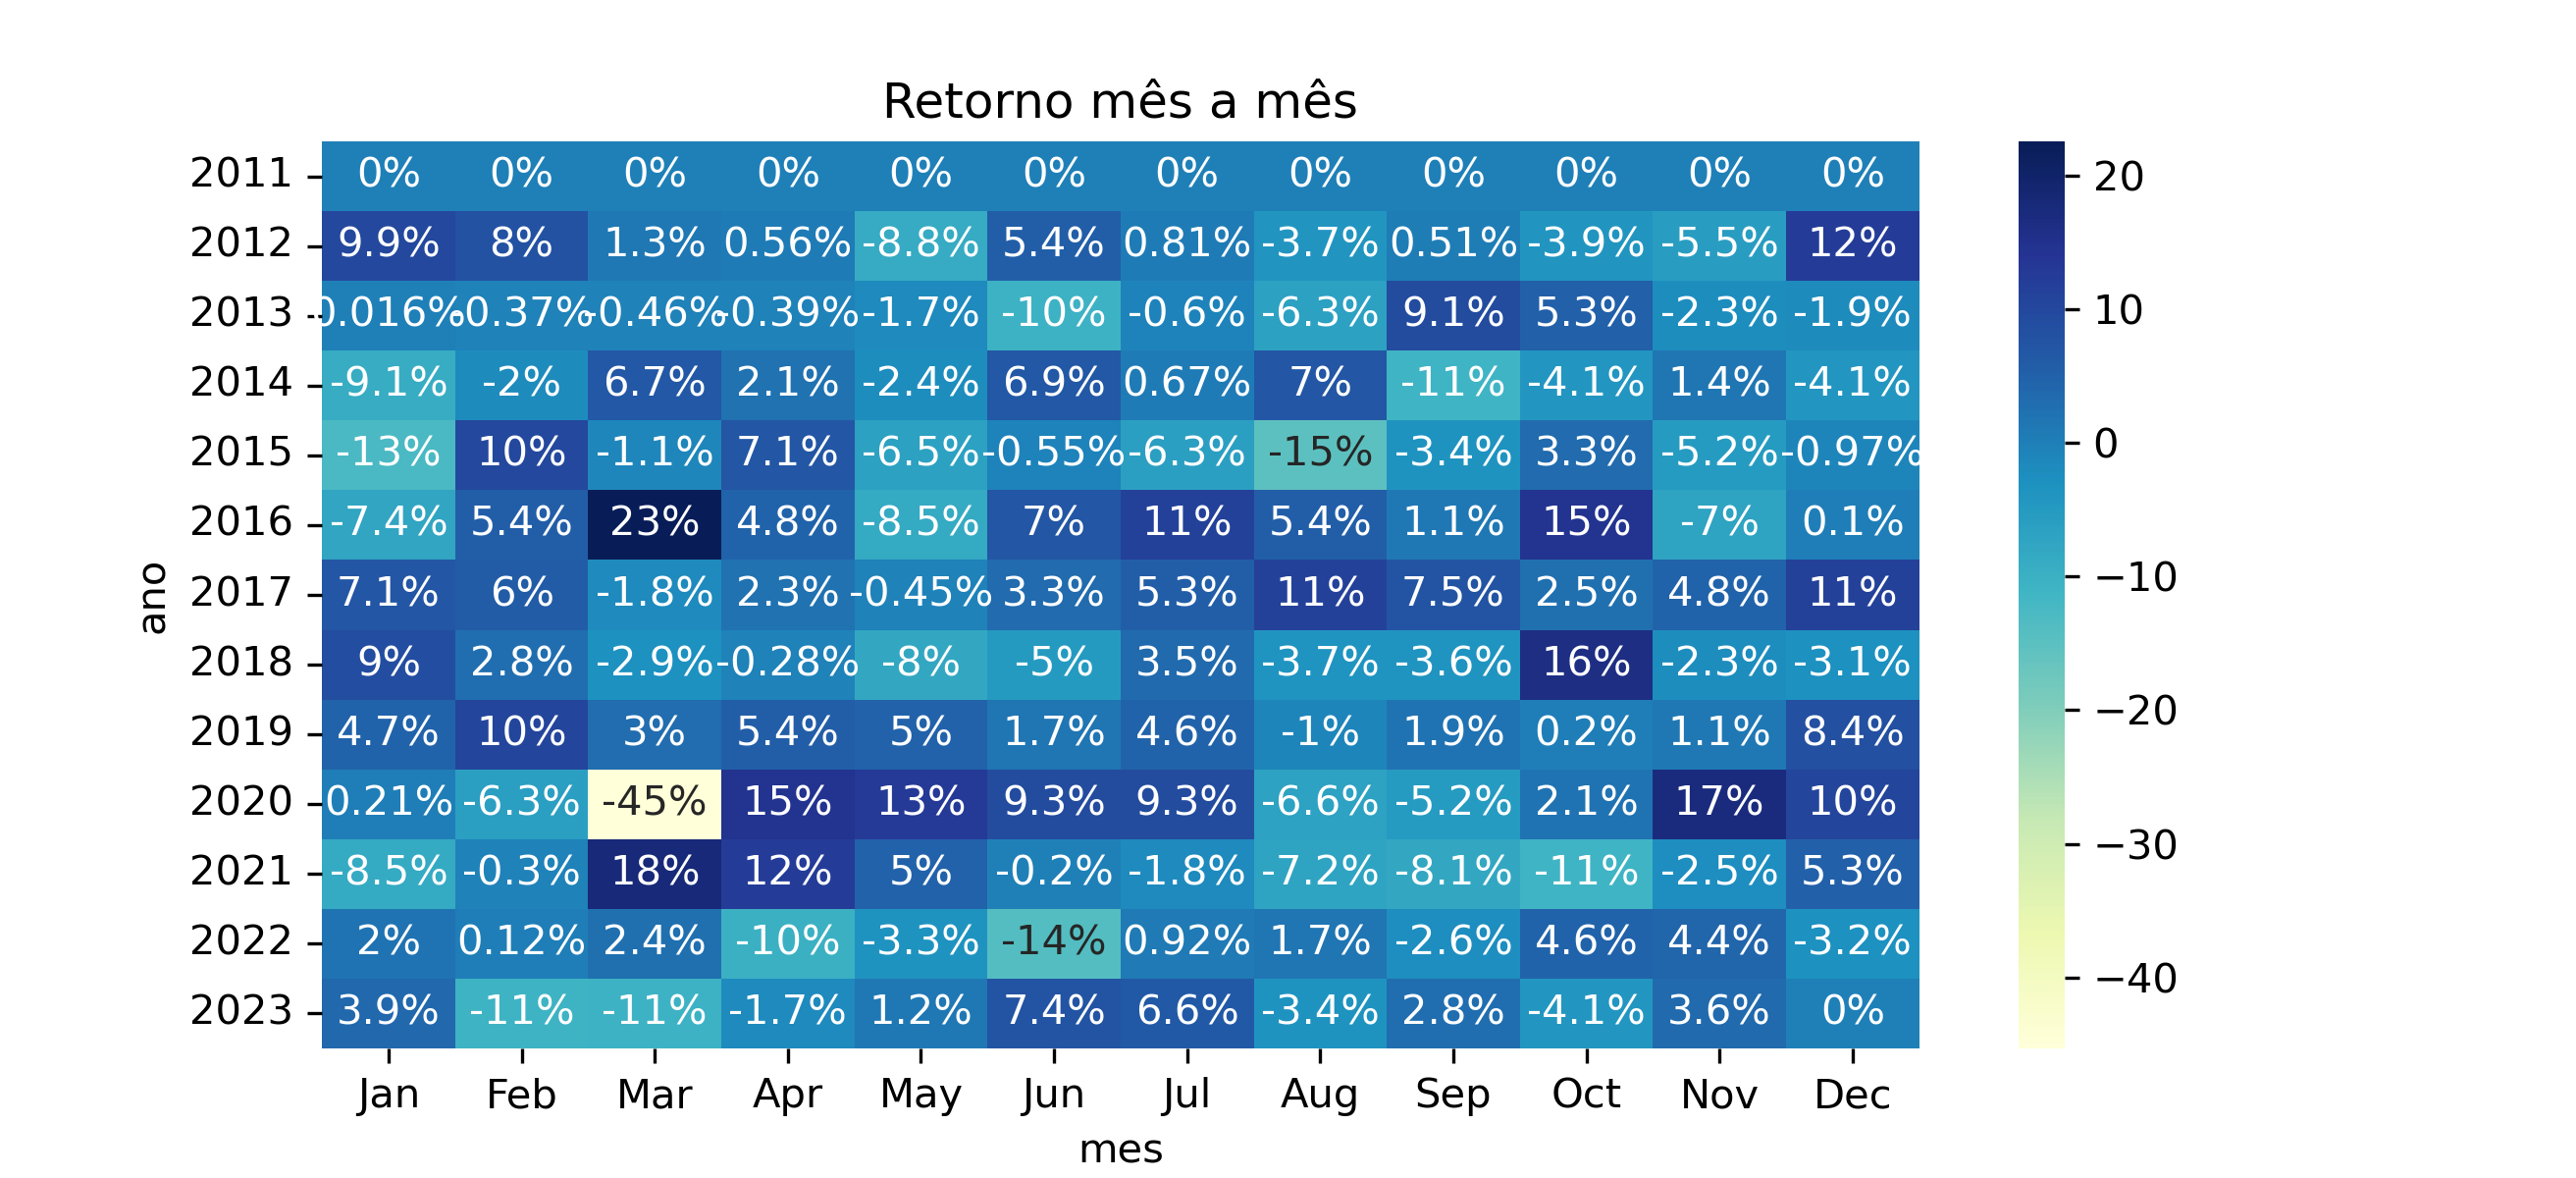 Retorno mês a mês
2011 0% 0% 0% 0% 0% 0% 0% 0% 0% 0% 0% 0% 20
2012 9.9% 8% 1.3% 0.56% -8.8% 5.4% 0.81% -3.7% 0.51% -3.9% -5.5% 12%
2013 -0.016% -0.37% -0.46% -0.39% -1.7% -10% -0.6% -6.3% 9.1% 5.3% -2.3% -1.9% 10
2014 -9.1% -2% 6.7% 2.1% -2.4% 6.9% 0.67% 7% -11% -4.1% 1.4% -4.1%
2015 -13% 10% -1.1% 7.1% -6.5% -0.55% -6.3% -15% -3.4% 3.3% -5.2% -0.97% 0
2016 -7.4% 5.4% 23% 4.8% -8.5% 7% 11% 5.4% 1.1% 15% -7% 0.1%
2017 7.1% 6% -1.8% 2.3% -0.45% 3.3% 5.3% 11% 7.5% 2.5% 4.8% 11% −10
ano
2018 9% 2.8% -2.9% -0.28% -8% -5% 3.5% -3.7% -3.6% 16% -2.3% -3.1%
2019 4.7% 10% 3% 5.4% 5% 1.7% 4.6% -1% 1.9% 0.2% 1.1% 8.4% −20
2020 0.21% -6.3% -45% 15% 13% 9.3% 9.3% -6.6% -5.2% 2.1% 17% 10%
2021 -8.5% -0.3% 18% 12% 5% -0.2% -1.8% -7.2% -8.1% -11% -2.5% 5.3% −30
2022 2% 0.12% 2.4% -10% -3.3% -14% 0.92% 1.7% -2.6% 4.6% 4.4% -3.2%
2023 3.9% -11% -11% -1.7% 1.2% 7.4% 6.6% -3.4% 2.8% -4.1% 3.6% 0% −40
Jan Feb Mar Apr May Jun Jul Aug Sep Oct Nov Dec
mes